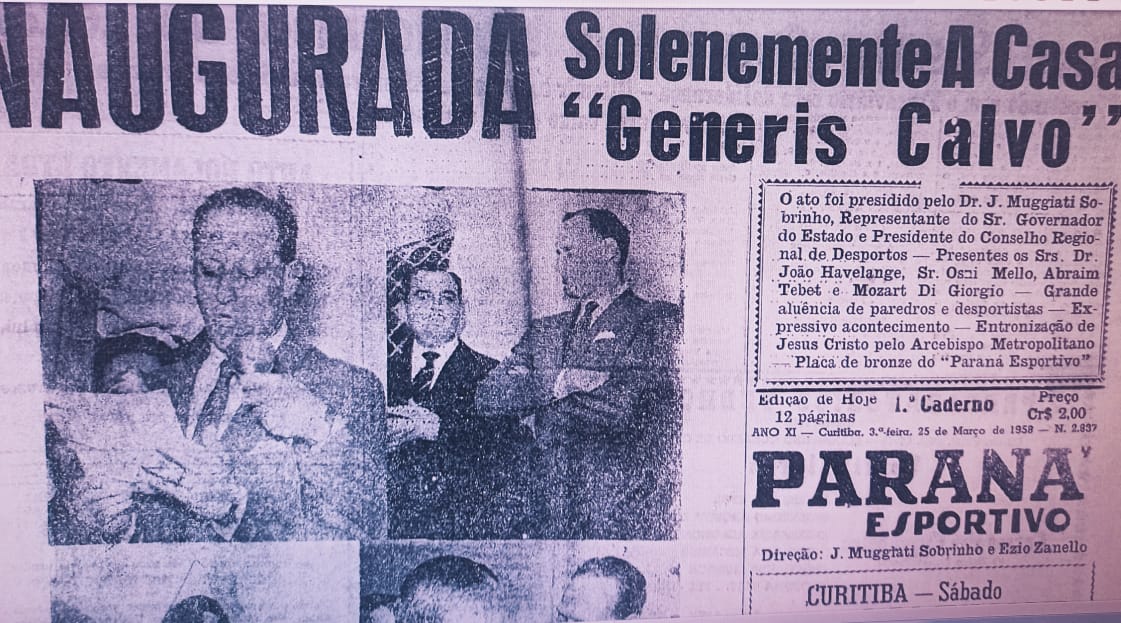 NAUGURADA
Solenemente A Casa
“Generis Calvo”
O ato foi presidido pelo Dr. J. Muggiati So-
brinho, Representante do Sr. Governador
do Estado e Presidente do Conselho Regio-
nal de Desportos — Presentes os Srs. Dr.
João Havelange, Sr. Osni Mello, Abraim
Tebet e Mozart Di Giorgio — Grande
aluência de paredros e desportistas — Ex-
pressivo acontecimento — Entronização de
Jesus Cristo pelo Arcebispo Metropolitano
— Placa de bronze do “Paraná Esportivo”
Edição de Hoje
12 páginas
1.º Caderno
Preço
Cr$ 2,00
ANO XI — Curitiba, 3.ª-feira, 25 de Março de 1958 — N. 2.837
PARANÁ
ESPORTIVO
Direção: J. Muggiati Sobrinho e Ezio Zanello
CURITIBA — Sábado